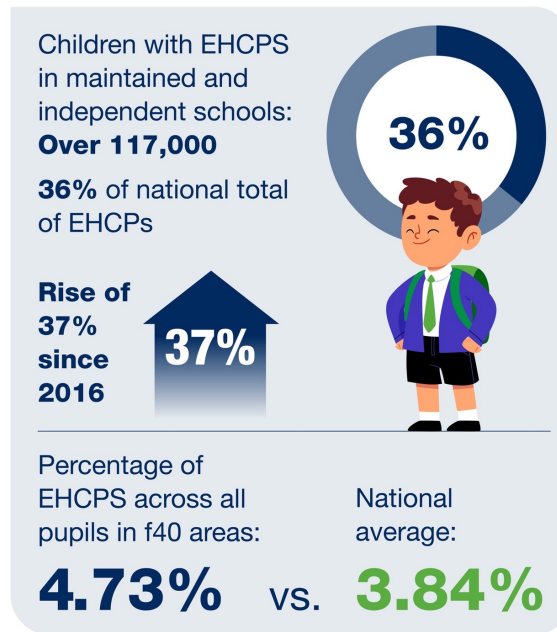 Children with EHCPS
in maintained and
independent schools:
Over 117,000
36% of national total
of EHCPs
36%
Rise of
37%
since
2016
37%
Percentage of
EHCPS across all
pupils in f40 areas:
4.73%
vs.
National
average:
3.84%